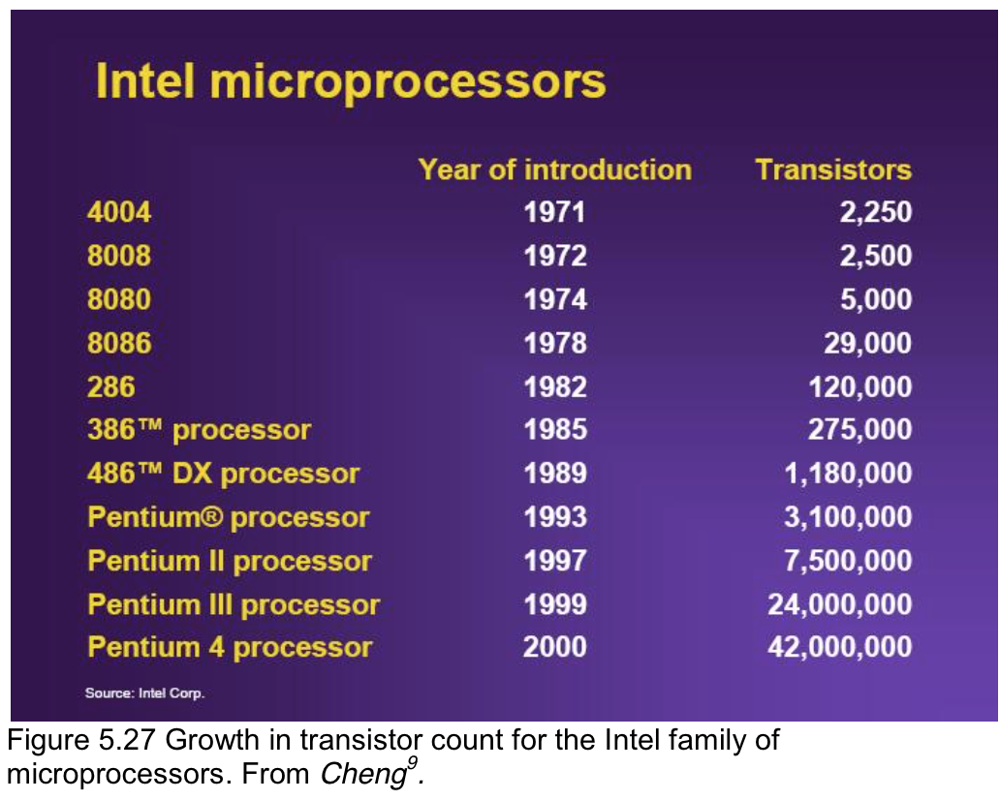 Intel microprocessors
Year of introduction Transistors
4004 1971 2,250
8008 1972 2,500
8080 1974 5,000
8086 1978 29,000
286 1982 120,000
386™ processor 1985 275,000
486™ DX processor 1989 1,180,000
Pentium® processor 1993 3,100,000
Pentium II processor 1997 7,500,000
Pentium III processor 1999 24,000,000
Pentium 4 processor 2000 42,000,000
Source: Intel Corp.
Figure 5.27 Growth in transistor count for the Intel family of
microprocessors. From Cheng⁹.